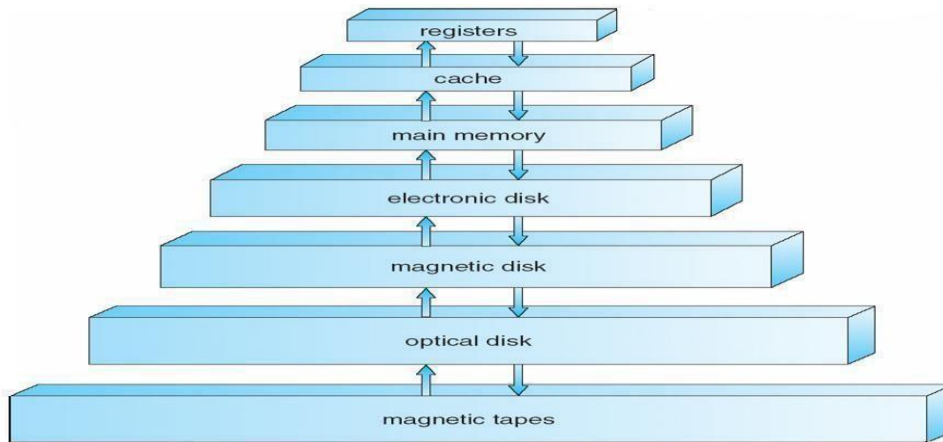 registers
cache
main memory
electronic disk
magnetic disk
optical disk
magnetic tapes